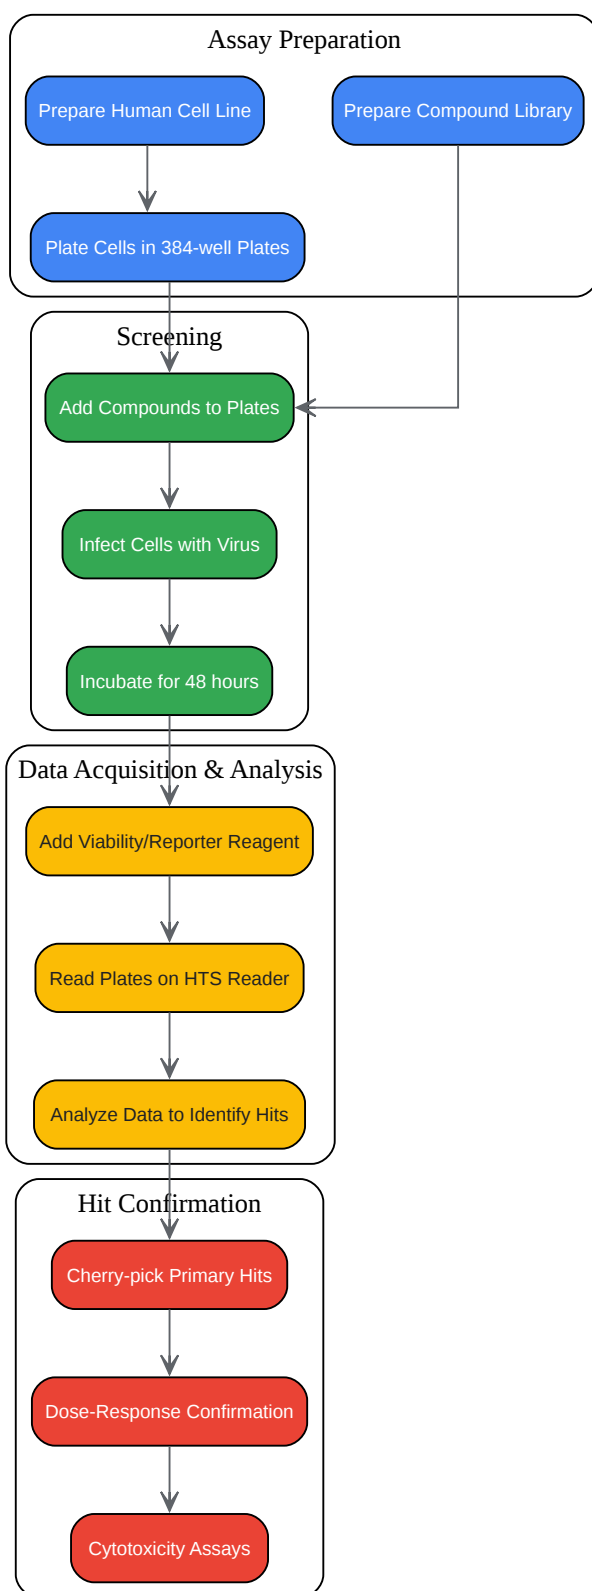 Assay Preparation
Prepare Human Cell Line
Prepare Compound Library
Plate Cells in 384-well Plates
Screening
Add Compounds to Plates
Infect Cells with Virus
Incubate for 48 hours
Data Acquisition & Analysis
Add Viability/Reporter Reagent
Read Plates on HTS Reader
Analyze Data to Identify Hits
Hit Confirmation
Cherry-pick Primary Hits
Dose-Response Confirmation
Cytotoxicity Assays